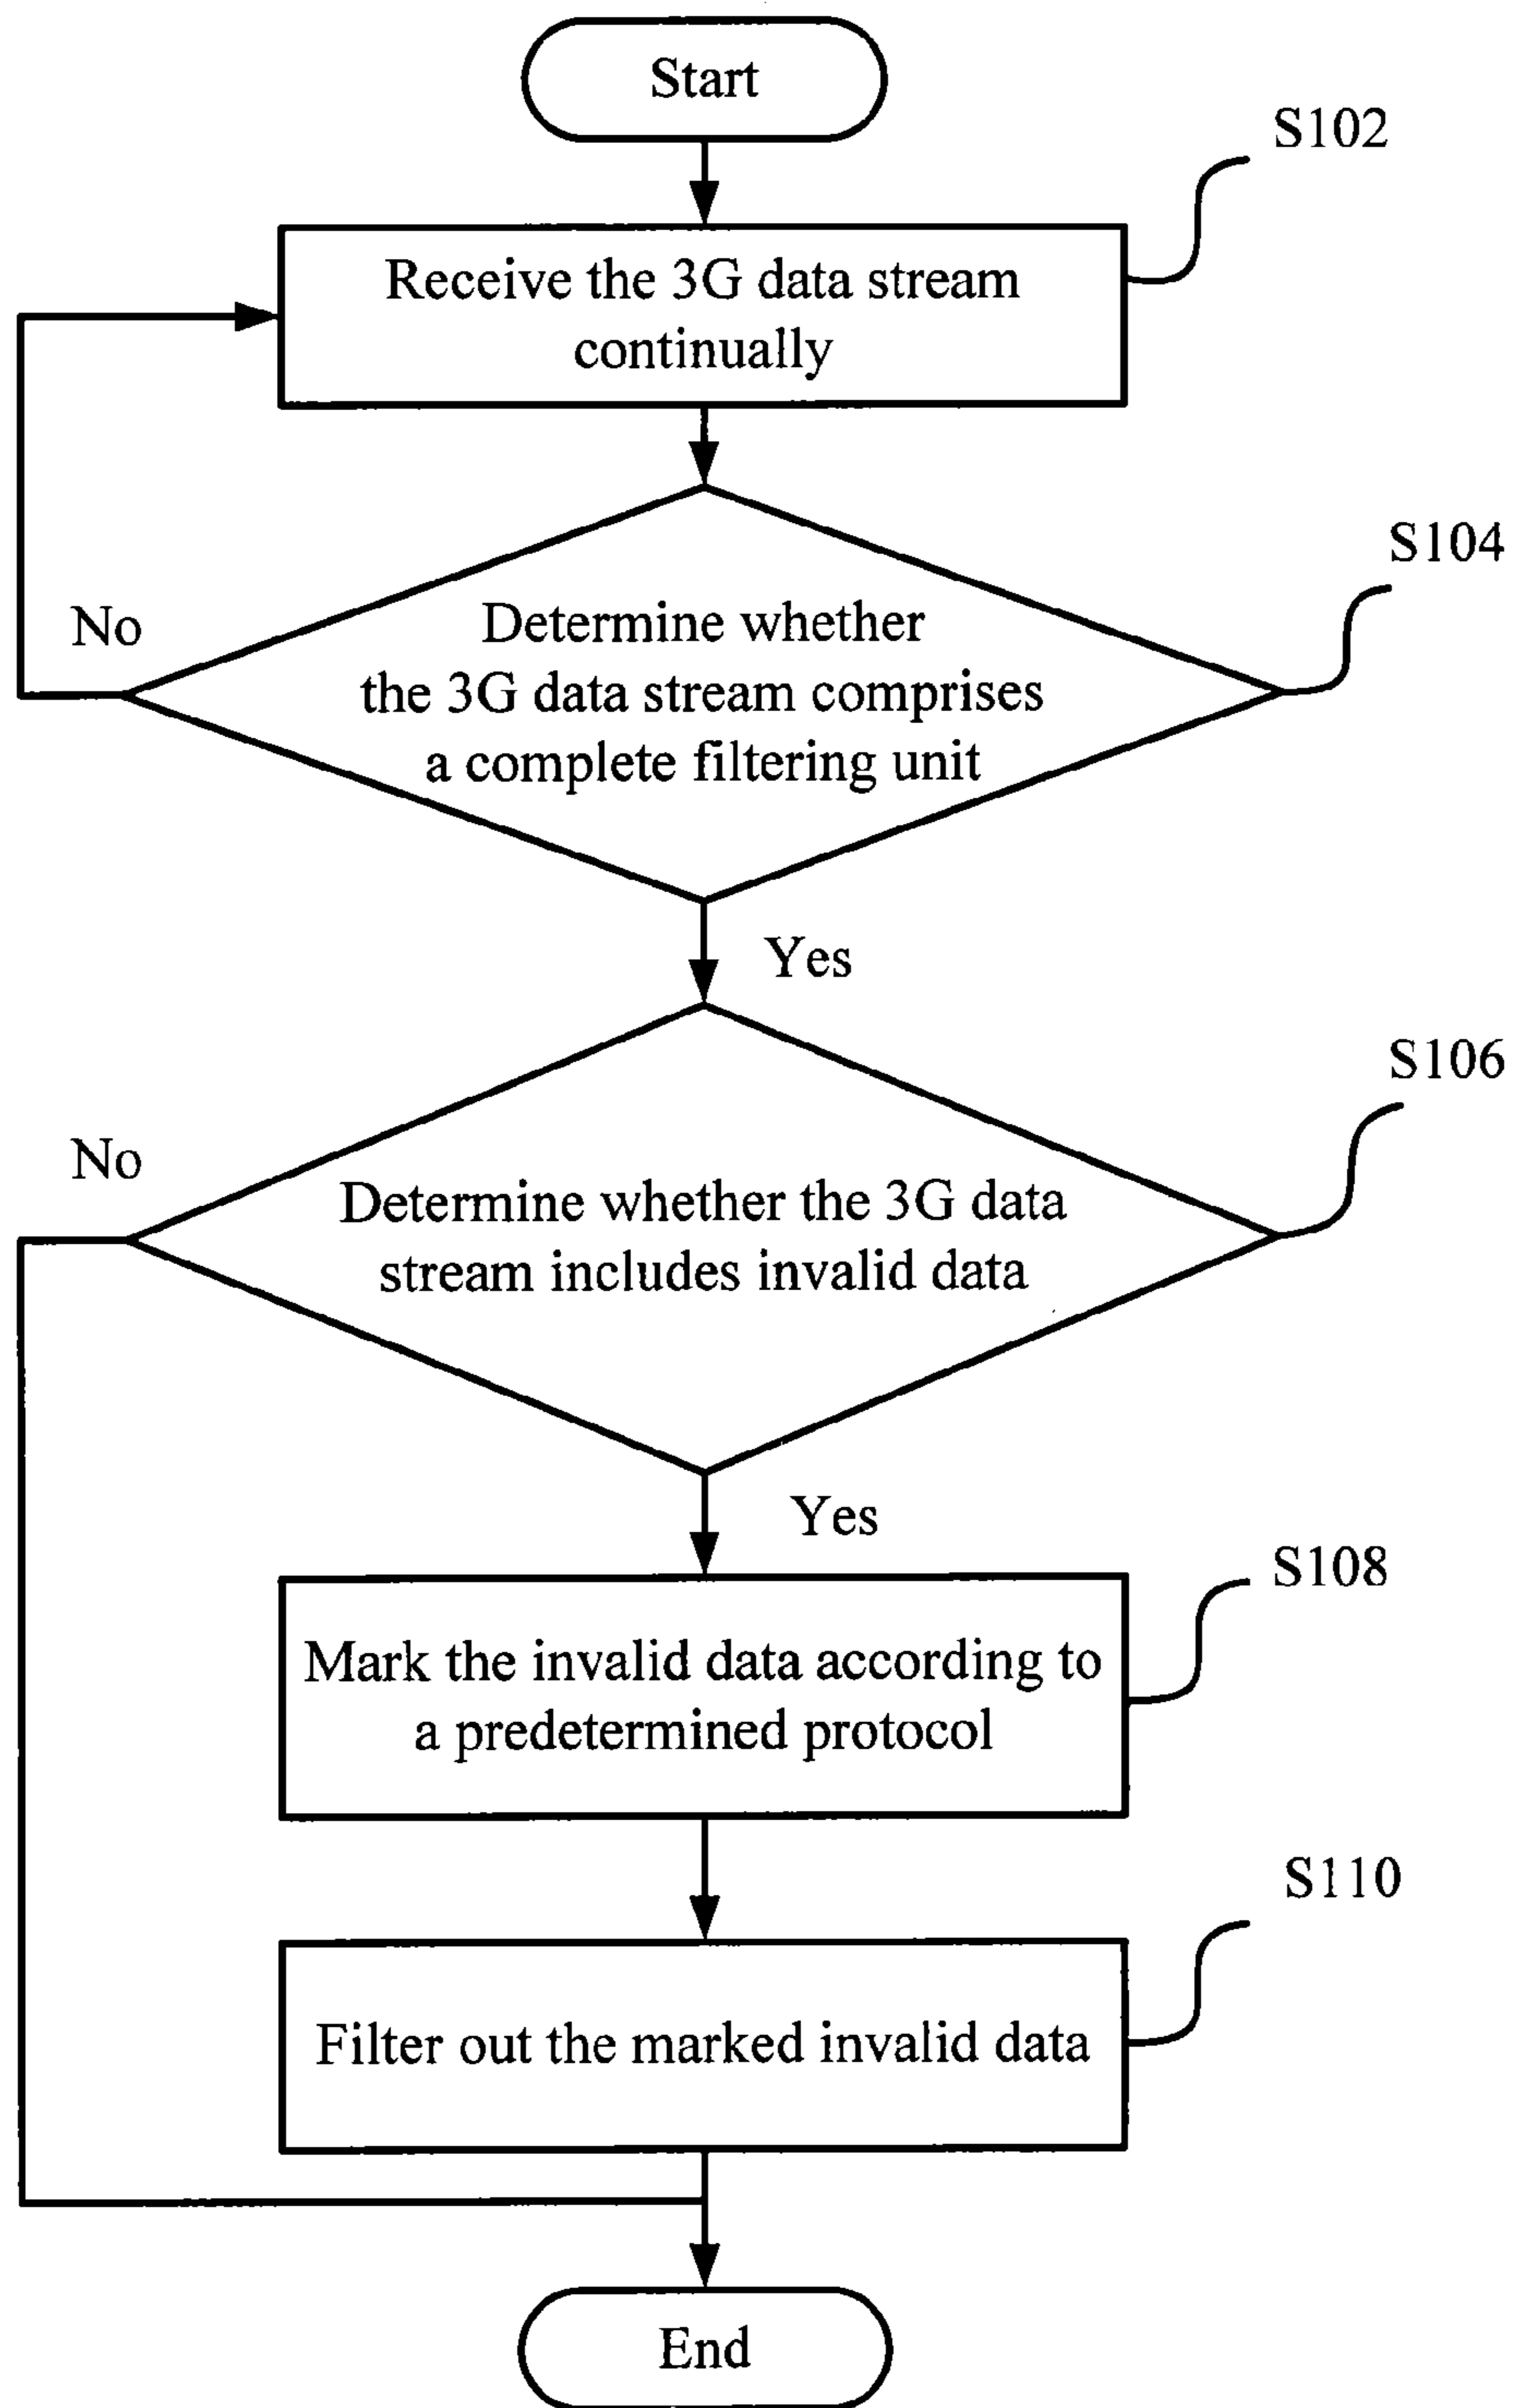 Start
S102
Receive the 3G data stream
continually
S104
No
Determine whether
the 3G data stream comprises
a complete filtering unit
Yes
S106
No
Determine whether the 3G data
stream includes invalid data
Yes
S108
Mark the invalid data according to
a predetermined protocol
S110
Filter out the marked invalid data
End